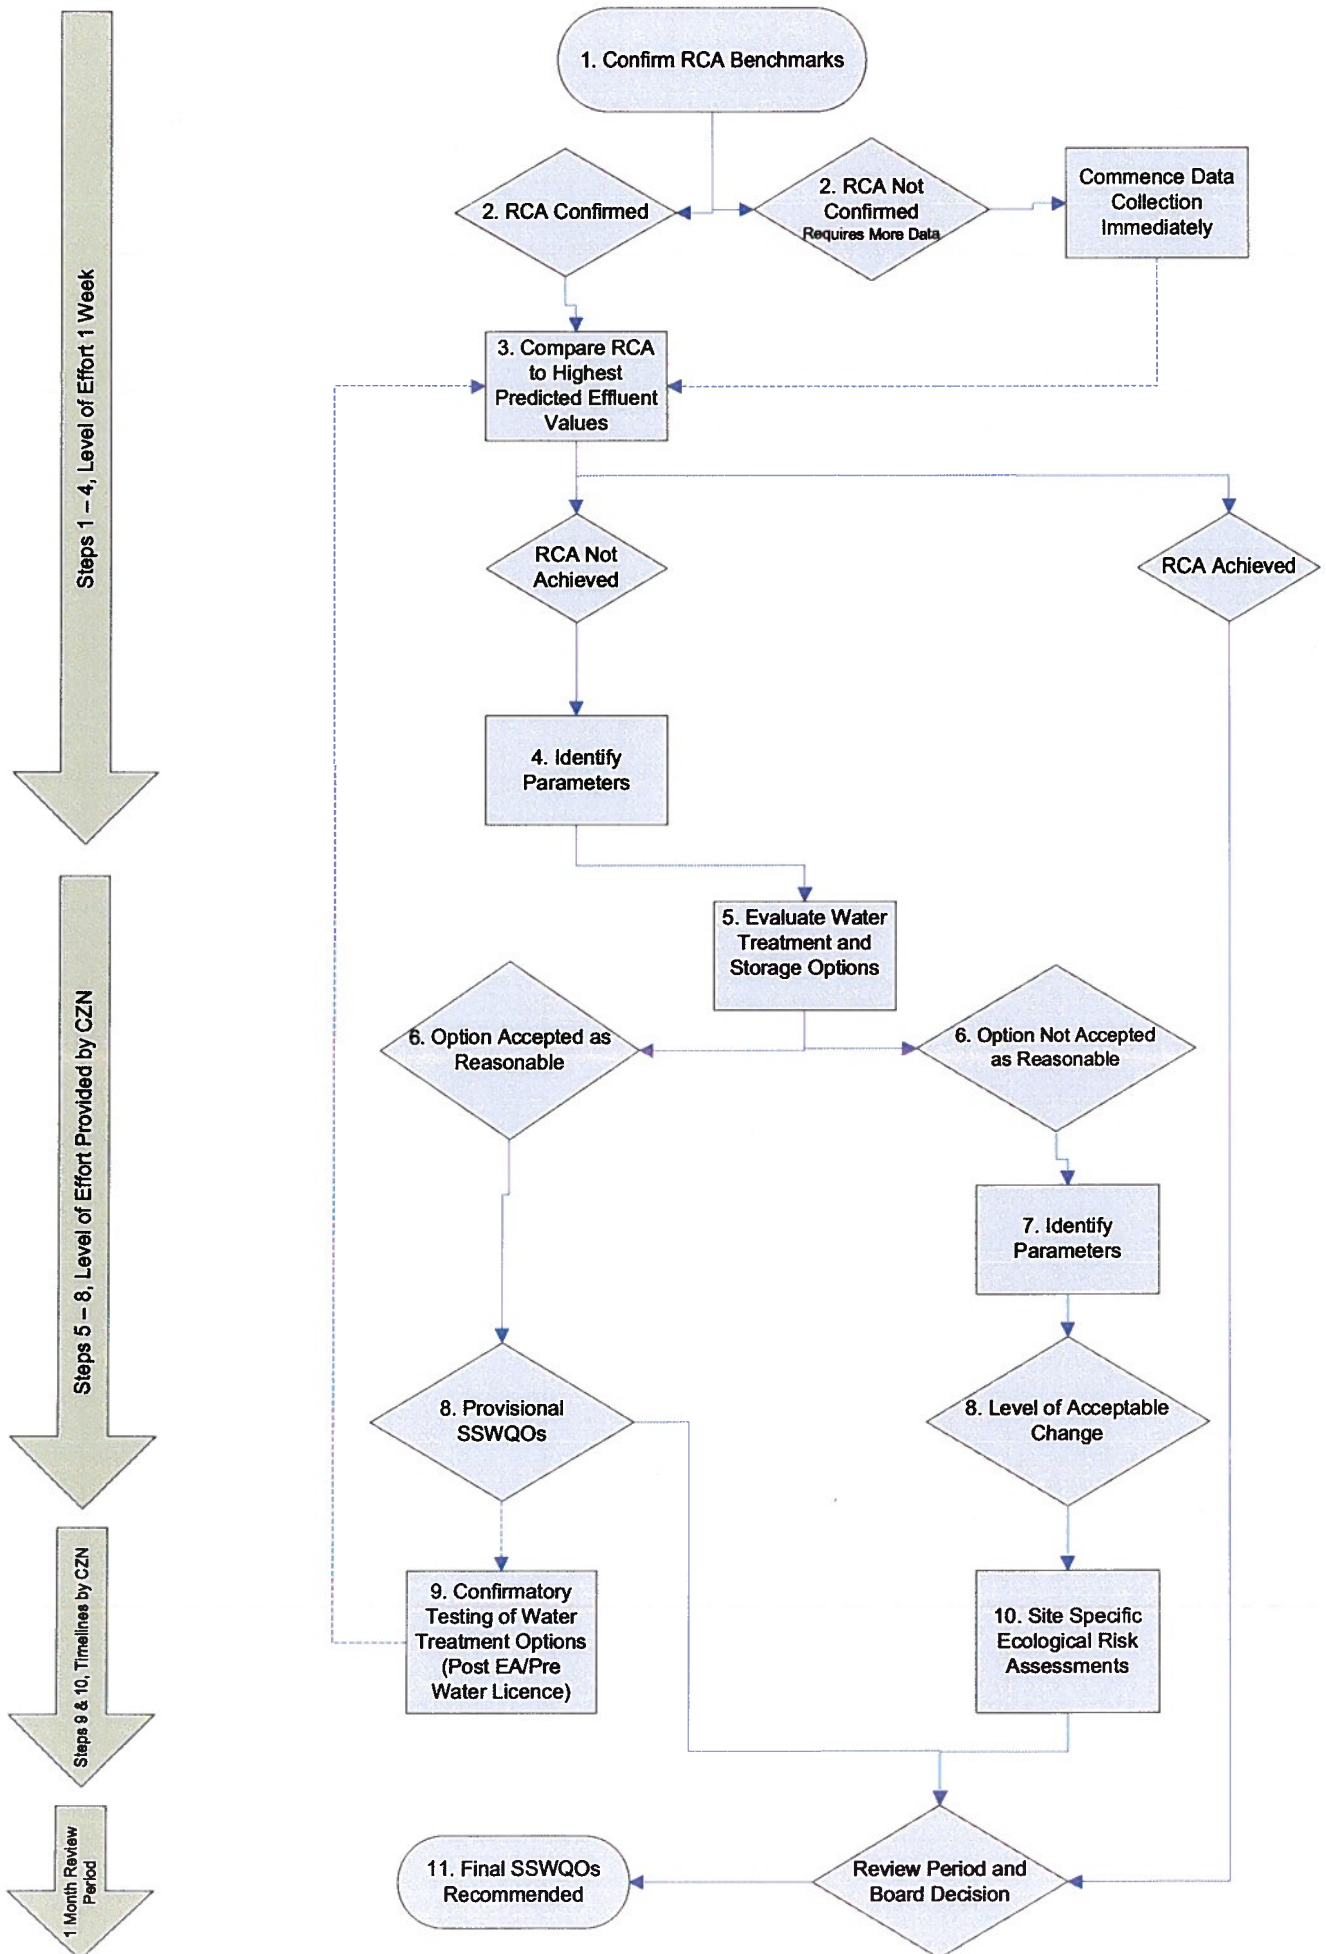 1. Confirm RCA Benchmarks
2. RCA Confirmed
2. RCA Not
Confirmed
Requires More Data
Commence Data
Collection
Immediately
3. Compare RCA
to Highest
Predicted Effluent
Values
RCA Not
Achieved
RCA Achieved
4. Identify
Parameters
Steps 1 – 4, Level of Effort 1 Week
5. Evaluate Water
Treatment and
Storage Options
6. Option Accepted as
Reasonable
6. Option Not Accepted
as Reasonable
7. Identify
Parameters
8. Provisional
SSWQOs
8. Level of Acceptable
Change
Steps 5 – 8, Level of Effort Provided by CZN
9. Confirmatory
Testing of Water
Treatment Options
(Post EA/Pre
Water Licence)
10. Site Specific
Ecological Risk
Assessments
Steps 9 & 10, Timelines by CZN
11. Final SSWQOs
Recommended
Review Period and
Board Decision
1 Month Review
Period